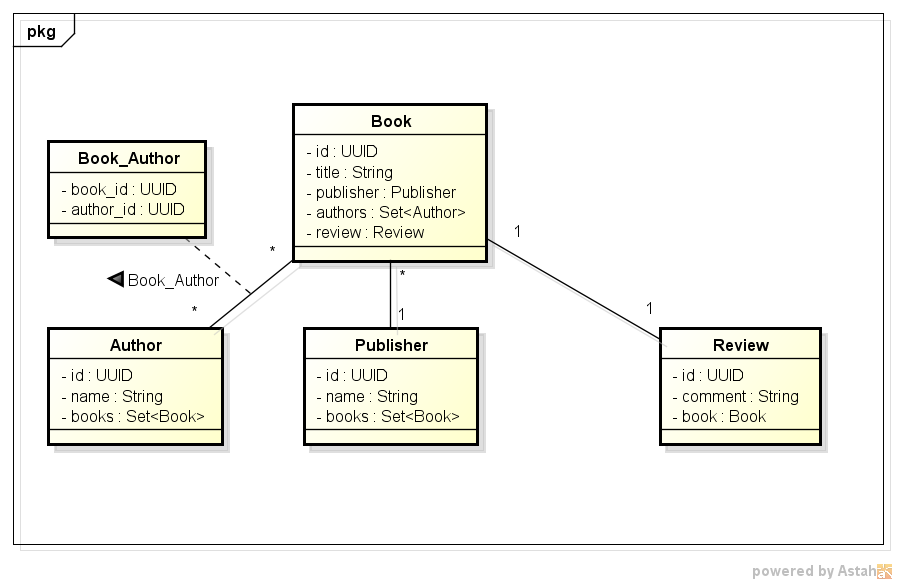 pkg
Book
- id : UUID
- title : String
- publisher : Publisher
- authors : Set<Author>
- review : Review
Book_Author
- book_id : UUID
- author_id : UUID
*
1
Book_Author
*
*
1
1
Author
- id : UUID
- name : String
- books : Set<Book>
Publisher
- id : UUID
- name : String
- books : Set<Book>
Review
- id : UUID
- comment : String
- book : Book
powered by Astah